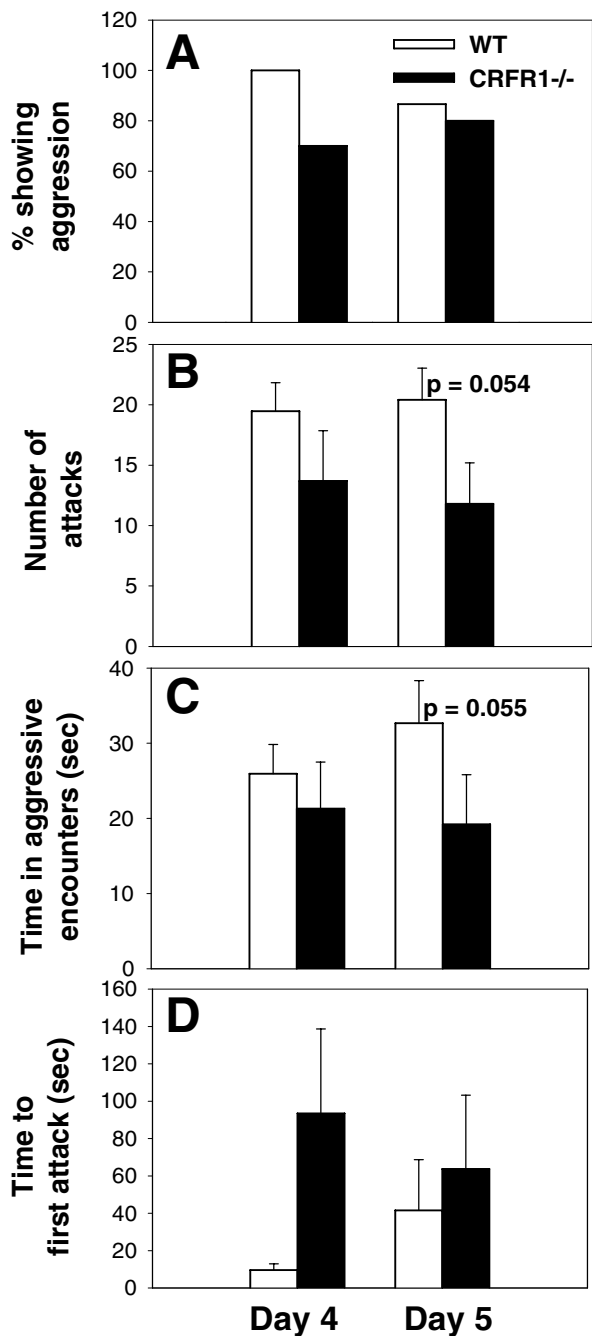 A
WT
CRFR1-/-
% showing
aggression
120
100
80
60
40
20
0
B
p = 0.054
Number of
attacks
25
20
15
10
5
0
C
p = 0.055
Time in aggressive
encounters (sec)
40
30
20
10
0
D
Time to
first attack (sec)
160
140
120
100
80
60
40
20
0
Day 4
Day 5